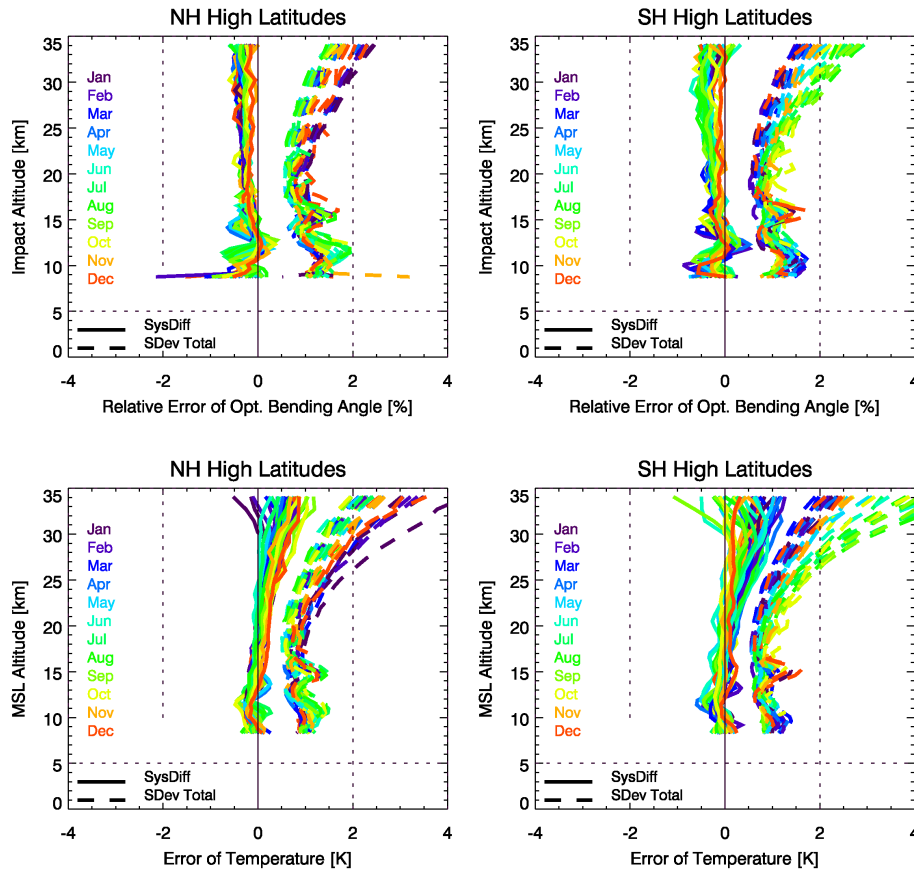 NH High Latitudes
35
30
25
20
15
10
5
0
Impact Altitude [km]
Jan
Feb
Mar
Apr
May
Jun
Jul
Aug
Sep
Oct
Nov
Dec
SysDiff
SDev Total
-4 -2 0 2 4
Relative Error of Opt. Bending Angle [%]
SH High Latitudes
35
30
25
20
15
10
5
0
Impact Altitude [km]
Jan
Feb
Mar
Apr
May
Jun
Jul
Aug
Sep
Oct
Nov
Dec
SysDiff
SDev Total
-4 -2 0 2 4
Relative Error of Opt. Bending Angle [%]
NH High Latitudes
35
30
25
20
15
10
5
0
MSL Altitude [km]
Jan
Feb
Mar
Apr
May
Jun
Jul
Aug
Sep
Oct
Nov
Dec
SysDiff
SDev Total
-4 -2 0 2 4
Error of Temperature [K]
SH High Latitudes
35
30
25
20
15
10
5
0
MSL Altitude [km]
Jan
Feb
Mar
Apr
May
Jun
Jul
Aug
Sep
Oct
Nov
Dec
SysDiff
SDev Total
-4 -2 0 2 4
Error of Temperature [K]